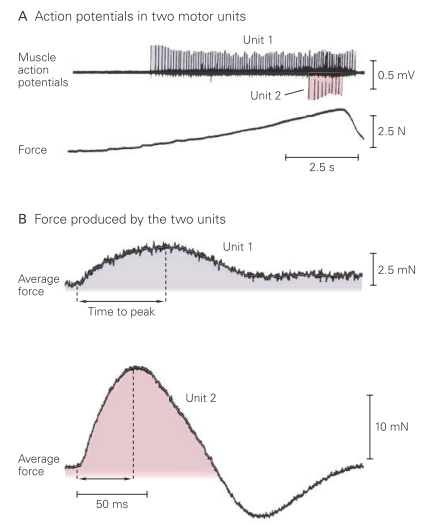 A Action potentials in two motor units
Unit 1
Muscle
action
potentials
0.5 mV
Unit 2
2.5 N
Force
2.5 s
B Force produced by the two units
Unit 1
2.5 mN
Average
force
Time to peak
Unit 2
10 mN
Average
force
50 ms